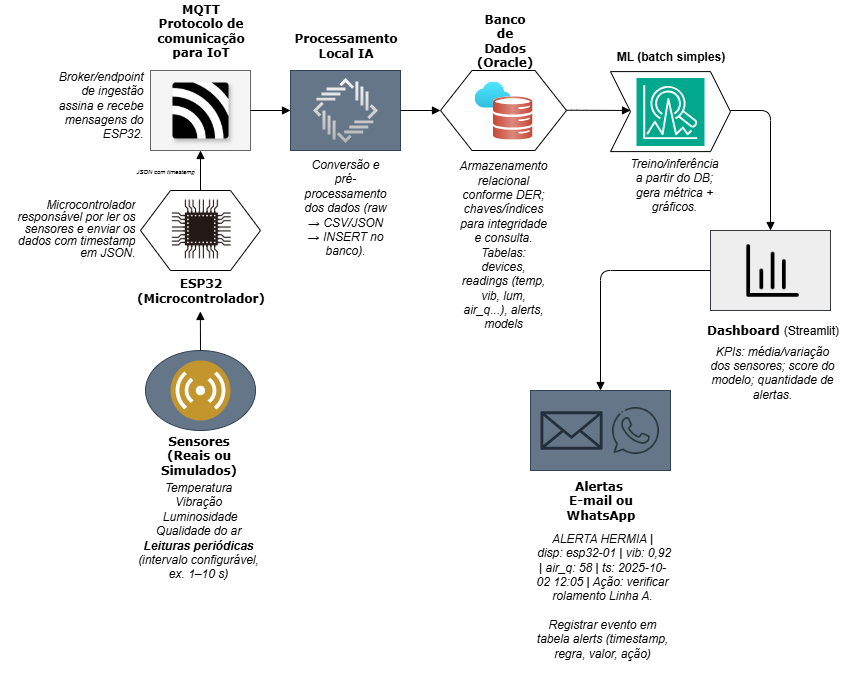 MQTT
Protocolo de
comunicação
para IoT
Broker/endpoint
de ingestão
assina e recebe
mensagens do
ESP32.
Processamento
Local IA
Conversão e
pré-
processamento
dos dados (raw
→ CSV/JSON
→ INSERT no
banco).
Banco
de
Dados
(Oracle)
Armazenamento
relacional
conforme DER;
chaves/índices
para integridade
e consulta.
Tabelas:
devices,
readings (temp,
vib, lum,
air_q...), alerts,
models
ML (batch simples)
Treino/inferência
a partir do DB;
gera métrica +
gráficos.
JSON com timestamp
Microcontrolador
responsável por ler os
sensores e enviar os
dados com timestamp
em JSON.
ESP32
(Microcontrolador)
Dashboard (Streamlit)
KPIs: média/variação
dos sensores; score do
modelo; quantidade de
alertas.
Sensores
(Reais ou
Simulados)
Temperatura
Vibração
Luminosidade
Qualidade do ar
Leituras periódicas
(intervalo configurável,
ex. 1–10 s)
Alertas
E-mail ou
WhatsApp
ALERTA HERMIA |
disp: esp32-01 | vib: 0,92
| air_q: 58 | ts: 2025-10-
02 12:05 | Ação: verificar
rolamento Linha A.
Registrar evento em
tabela alerts (timestamp,
regra, valor, ação)